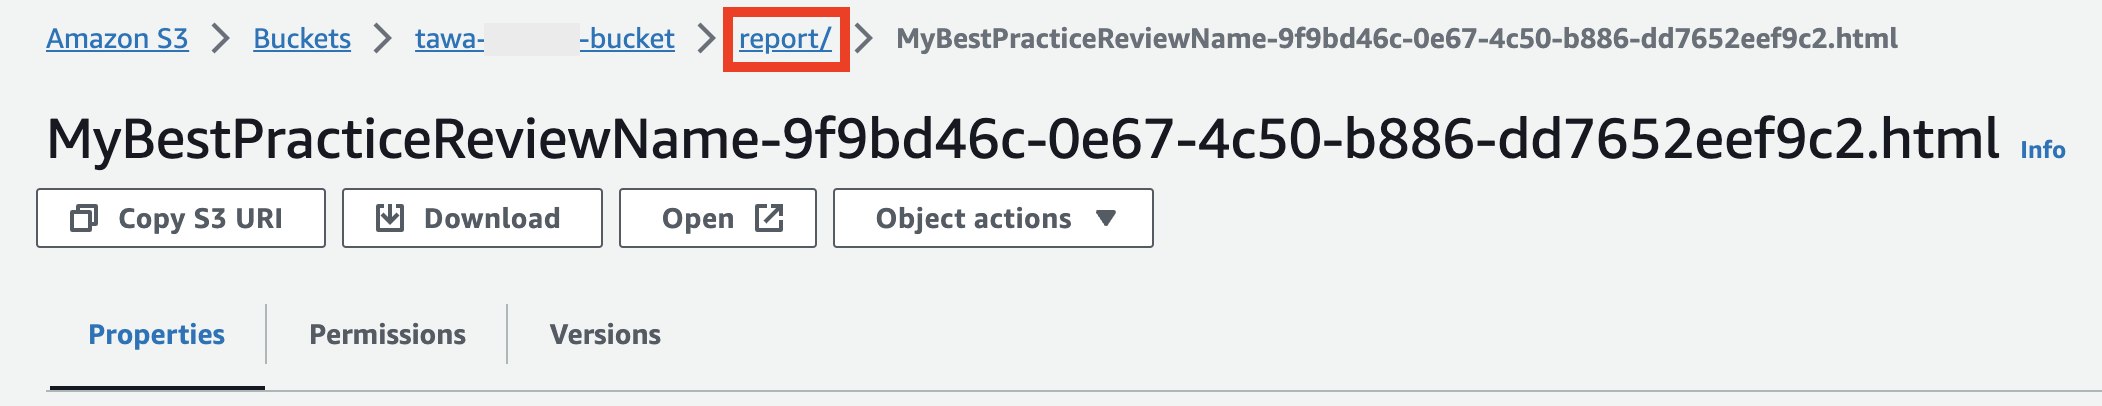 Amazon S3 > Buckets > tawa- -bucket > report/ > MyBestPracticeReviewName-9f9bd46c-0e67-4c50-b886-dd7652eef9c2.html
MyBestPracticeReviewName-9f9bd46c-0e67-4c50-b886-dd7652eef9c2.html Info
Copy S3 URI Download Open Object actions ▼
Properties Permissions Versions